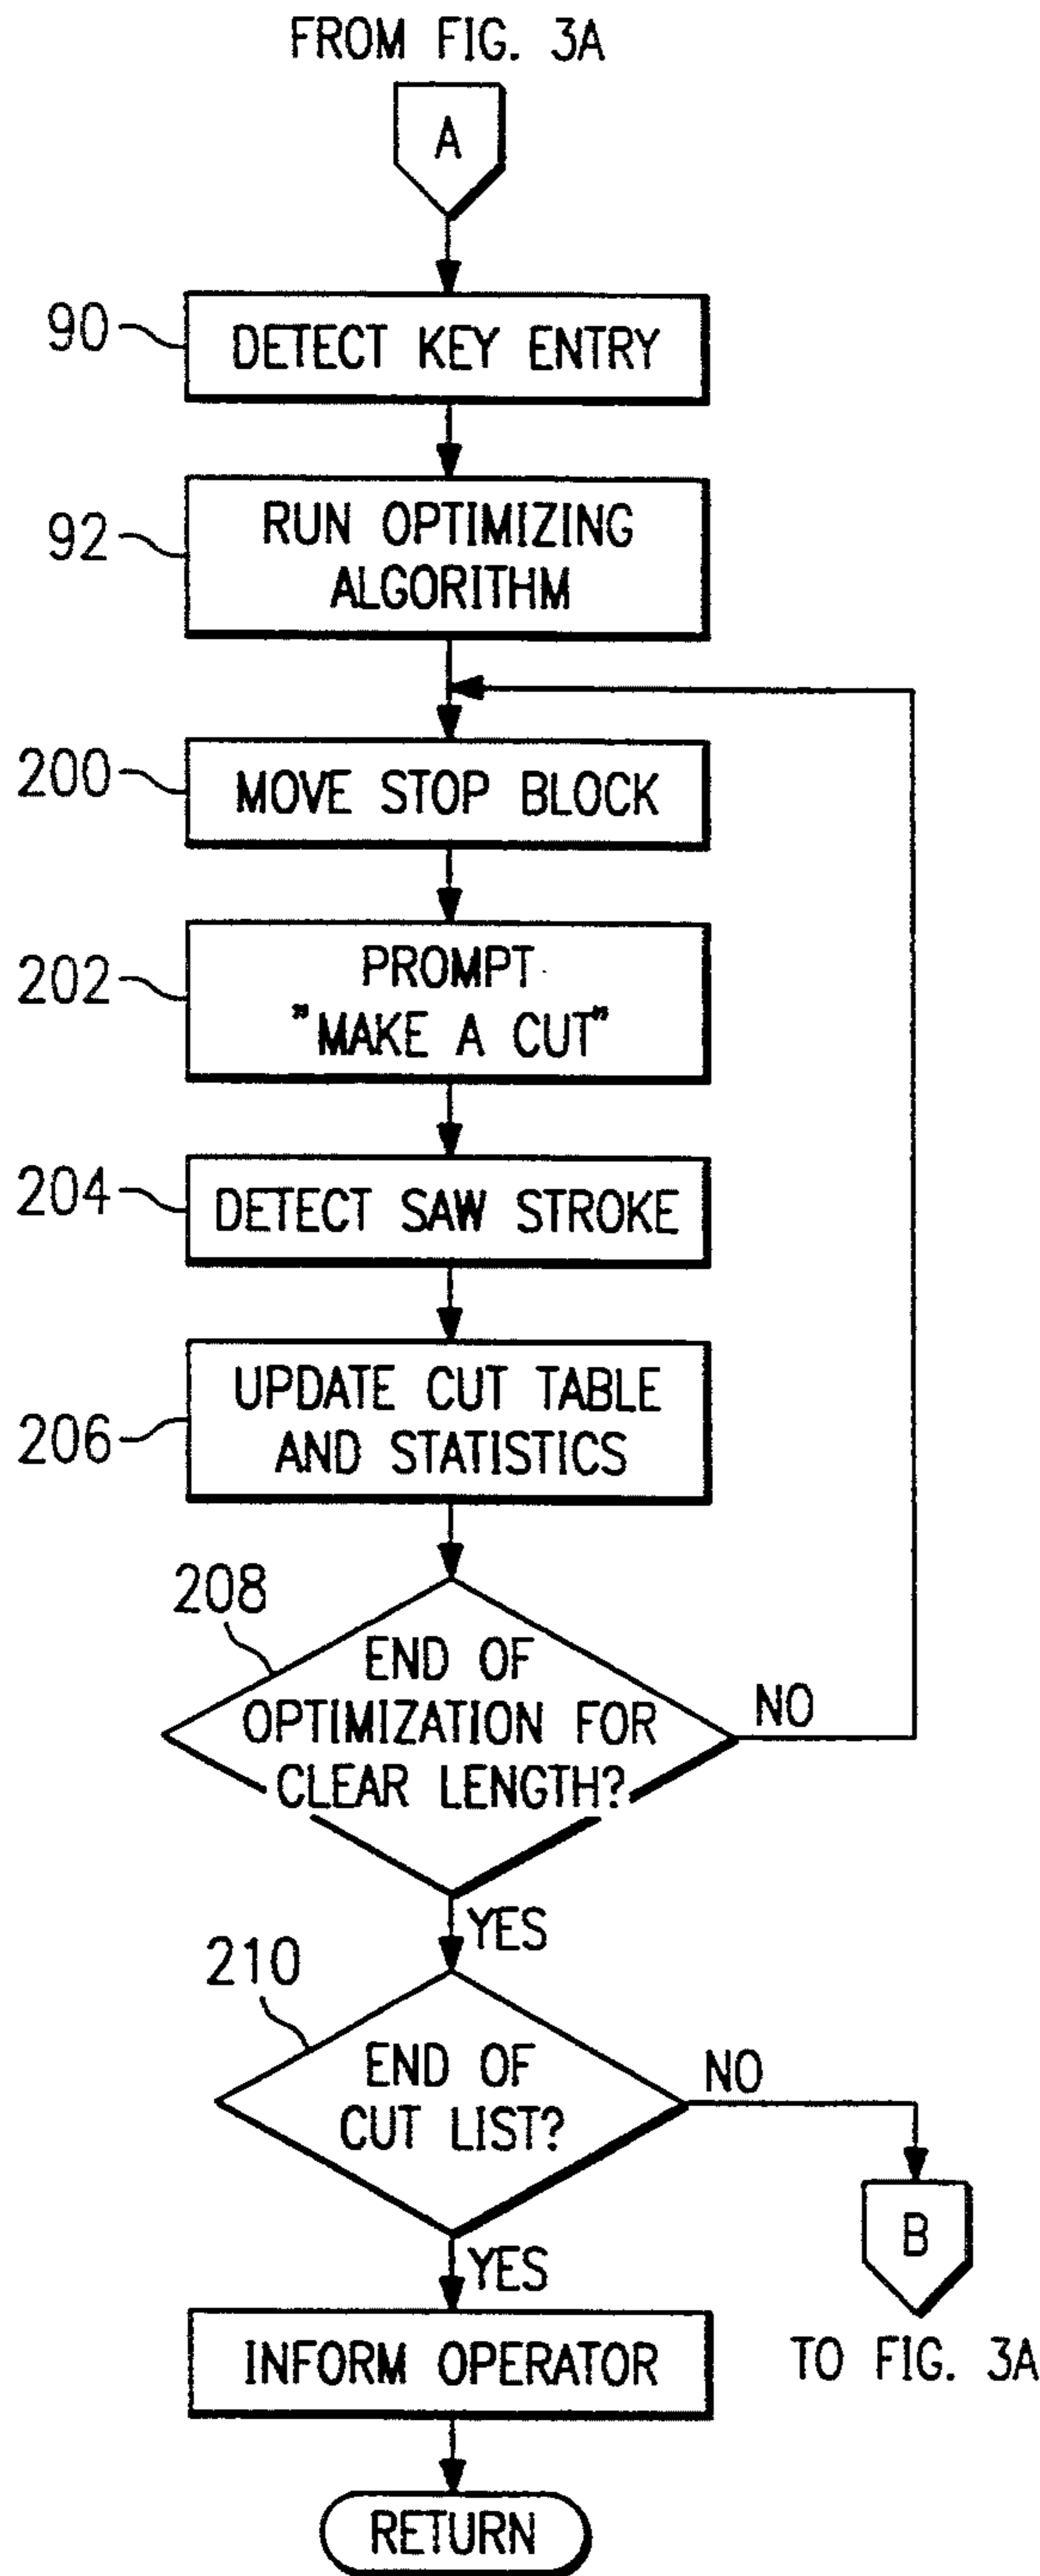 FROM FIG. 3A
A
90
DETECT KEY ENTRY
92
RUN OPTIMIZING
ALGORITHM
200
MOVE STOP BLOCK
202
PROMPT
"MAKE A CUT"
204
DETECT SAW STROKE
206
UPDATE CUT TABLE
AND STATISTICS
208
END OF
OPTIMIZATION FOR
CLEAR LENGTH?
NO
YES
210
END OF
CUT LIST?
NO
B
TO FIG. 3A
YES
INFORM OPERATOR
RETURN